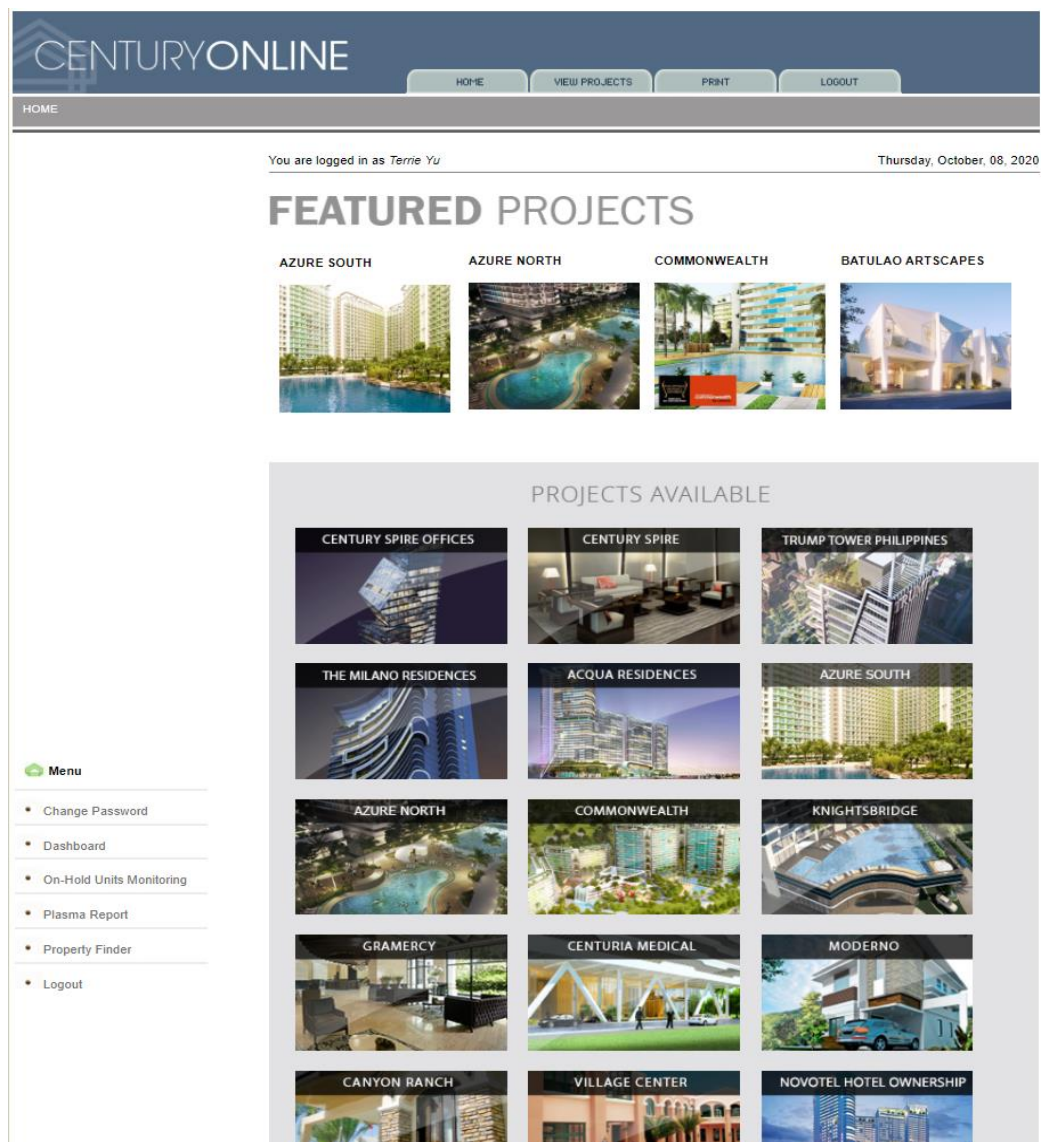 CENTURYONLINE
HOME VIEW PROJECTS PRINT LOGOUT
HOME
You are logged in as Terrie Yu Thursday, October, 08, 2020
FEATURED PROJECTS
AZURE SOUTH AZURE NORTH COMMONWEALTH BATULAO ARTSCAPES
PROJECTS AVAILABLE
CENTURY SPIRE OFFICES CENTURY SPIRE TRUMP TOWER PHILIPPINES
TRUMP
THE MILANO RESIDENCES ACQUA RESIDENCES AZURE SOUTH
AZURE NORTH COMMONWEALTH KNIGHTSBRIDGE
GRAMERCY CENTURIA MEDICAL MODERNO
CANYON RANCH VILLAGE CENTER NOVOTEL HOTEL OWNERSHIP
Menu
Change Password
Dashboard
On-Hold Units Monitoring
Plasma Report
Property Finder
Logout